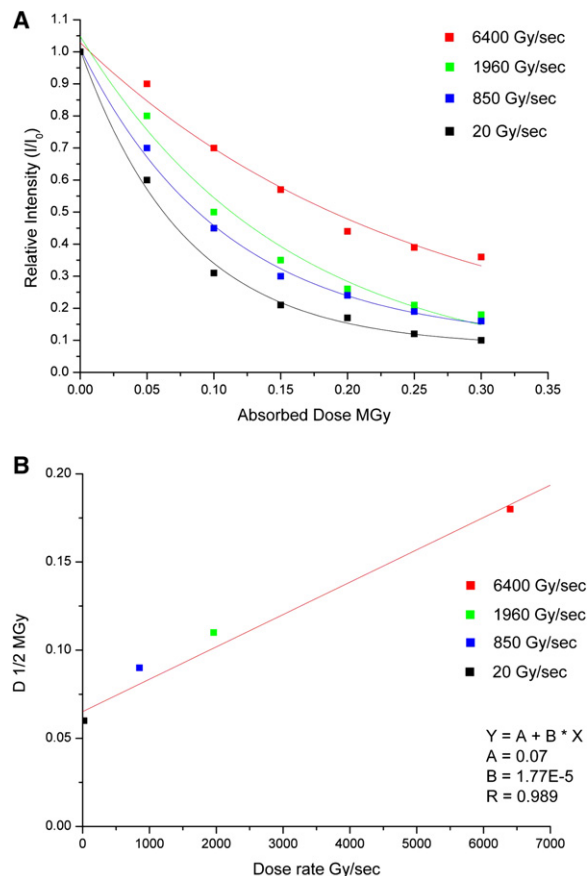 A
Relative Intensity (I/I0)
1.0
0.9
0.8
0.7
0.6
0.5
0.4
0.3
0.2
0.1
0.0
6400 Gy/sec
1960 Gy/sec
850 Gy/sec
20 Gy/sec
0.00 0.05 0.10 0.15 0.20 0.25 0.30 0.35
Absorbed Dose MGy
B
D 1/2 MGy
0.20
0.15
0.10
0.05
0.00
6400 Gy/sec
1960 Gy/sec
850 Gy/sec
20 Gy/sec
Y = A + B * X
A = 0.07
B = 1.77E-5
R = 0.989
0 1000 2000 3000 4000 5000 6000 7000
Dose rate Gy/sec